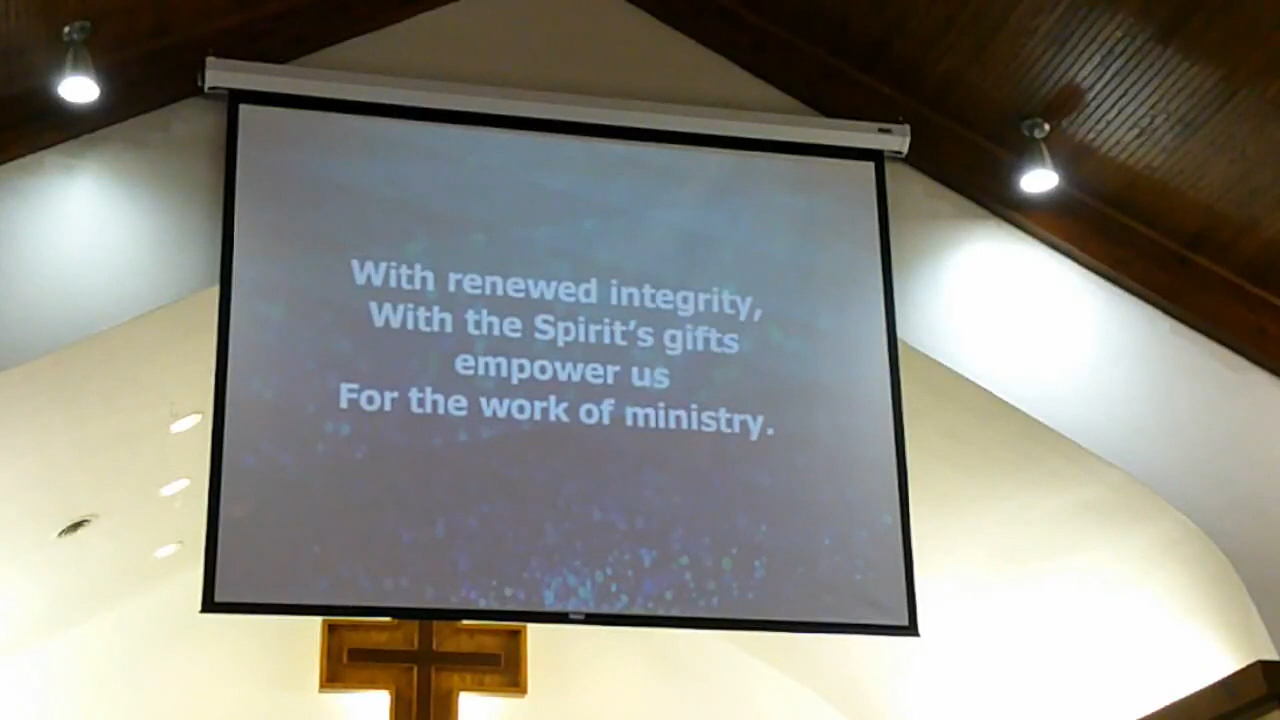 With renewed integrity,
With the Spirit's gifts
empower us
For the work of ministry.